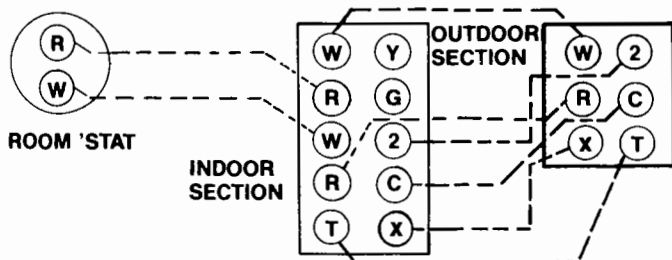 R
W
ROOM 'STAT
INDOOR
SECTION
W Y
R G
W 2
R C
T X
OUTDOOR
SECTION
W 2
R C
X T